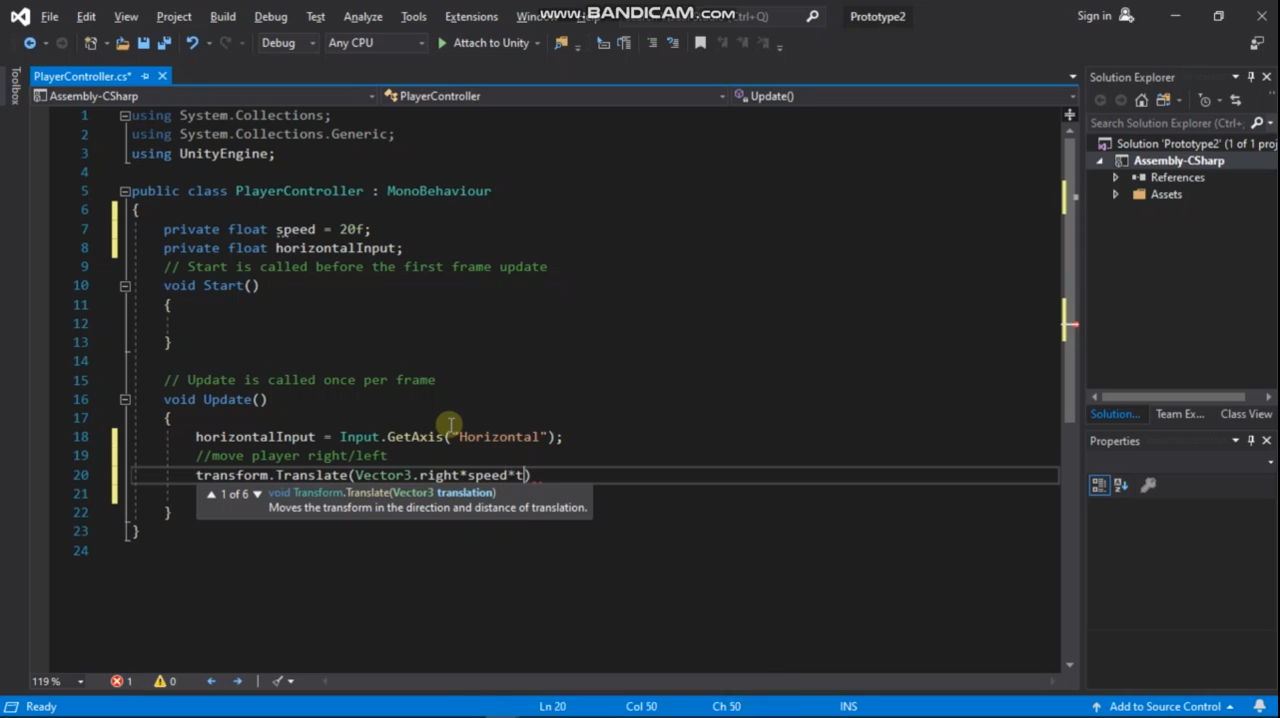 www.BANDICAM.com
File Edit View Project Build Debug Test Analyze Tools Extensions Prototype2 Sign in
Debug Any CPU Attach to Unity
PlayerController.cs*
Assembly-CSharp PlayerController Update()
Toolbox
1 using System.Collections;
2 using System.Collections.Generic;
3 using UnityEngine;
4
5 public class PlayerController : MonoBehaviour
6 {
7 private float speed = 20f;
8 private float horizontalInput;
9 // Start is called before the first frame update
10 void Start()
11 {
12
13 }
14
15 // Update is called once per frame
16 void Update()
17 {
18 horizontalInput = Input.GetAxis("Horizontal");
19 //move player right/left
20 transform.Translate(Vector3.right*speed*t)
21 1 of 6 void Transform.Translate(Vector3 translation)
Moves the transform in the direction and distance of translation.
22 }
23 }
24
119 % 1 0
Solution Explorer
Search Solution Explorer (Ctrl+
Solution 'Prototype2' (1 of 1 proj
Assembly-CSharp
References
Assets
Solution... Team Ex... Class View
Properties
Ready Ln 20 Col 50 Ch 50 INS Add to Source Control